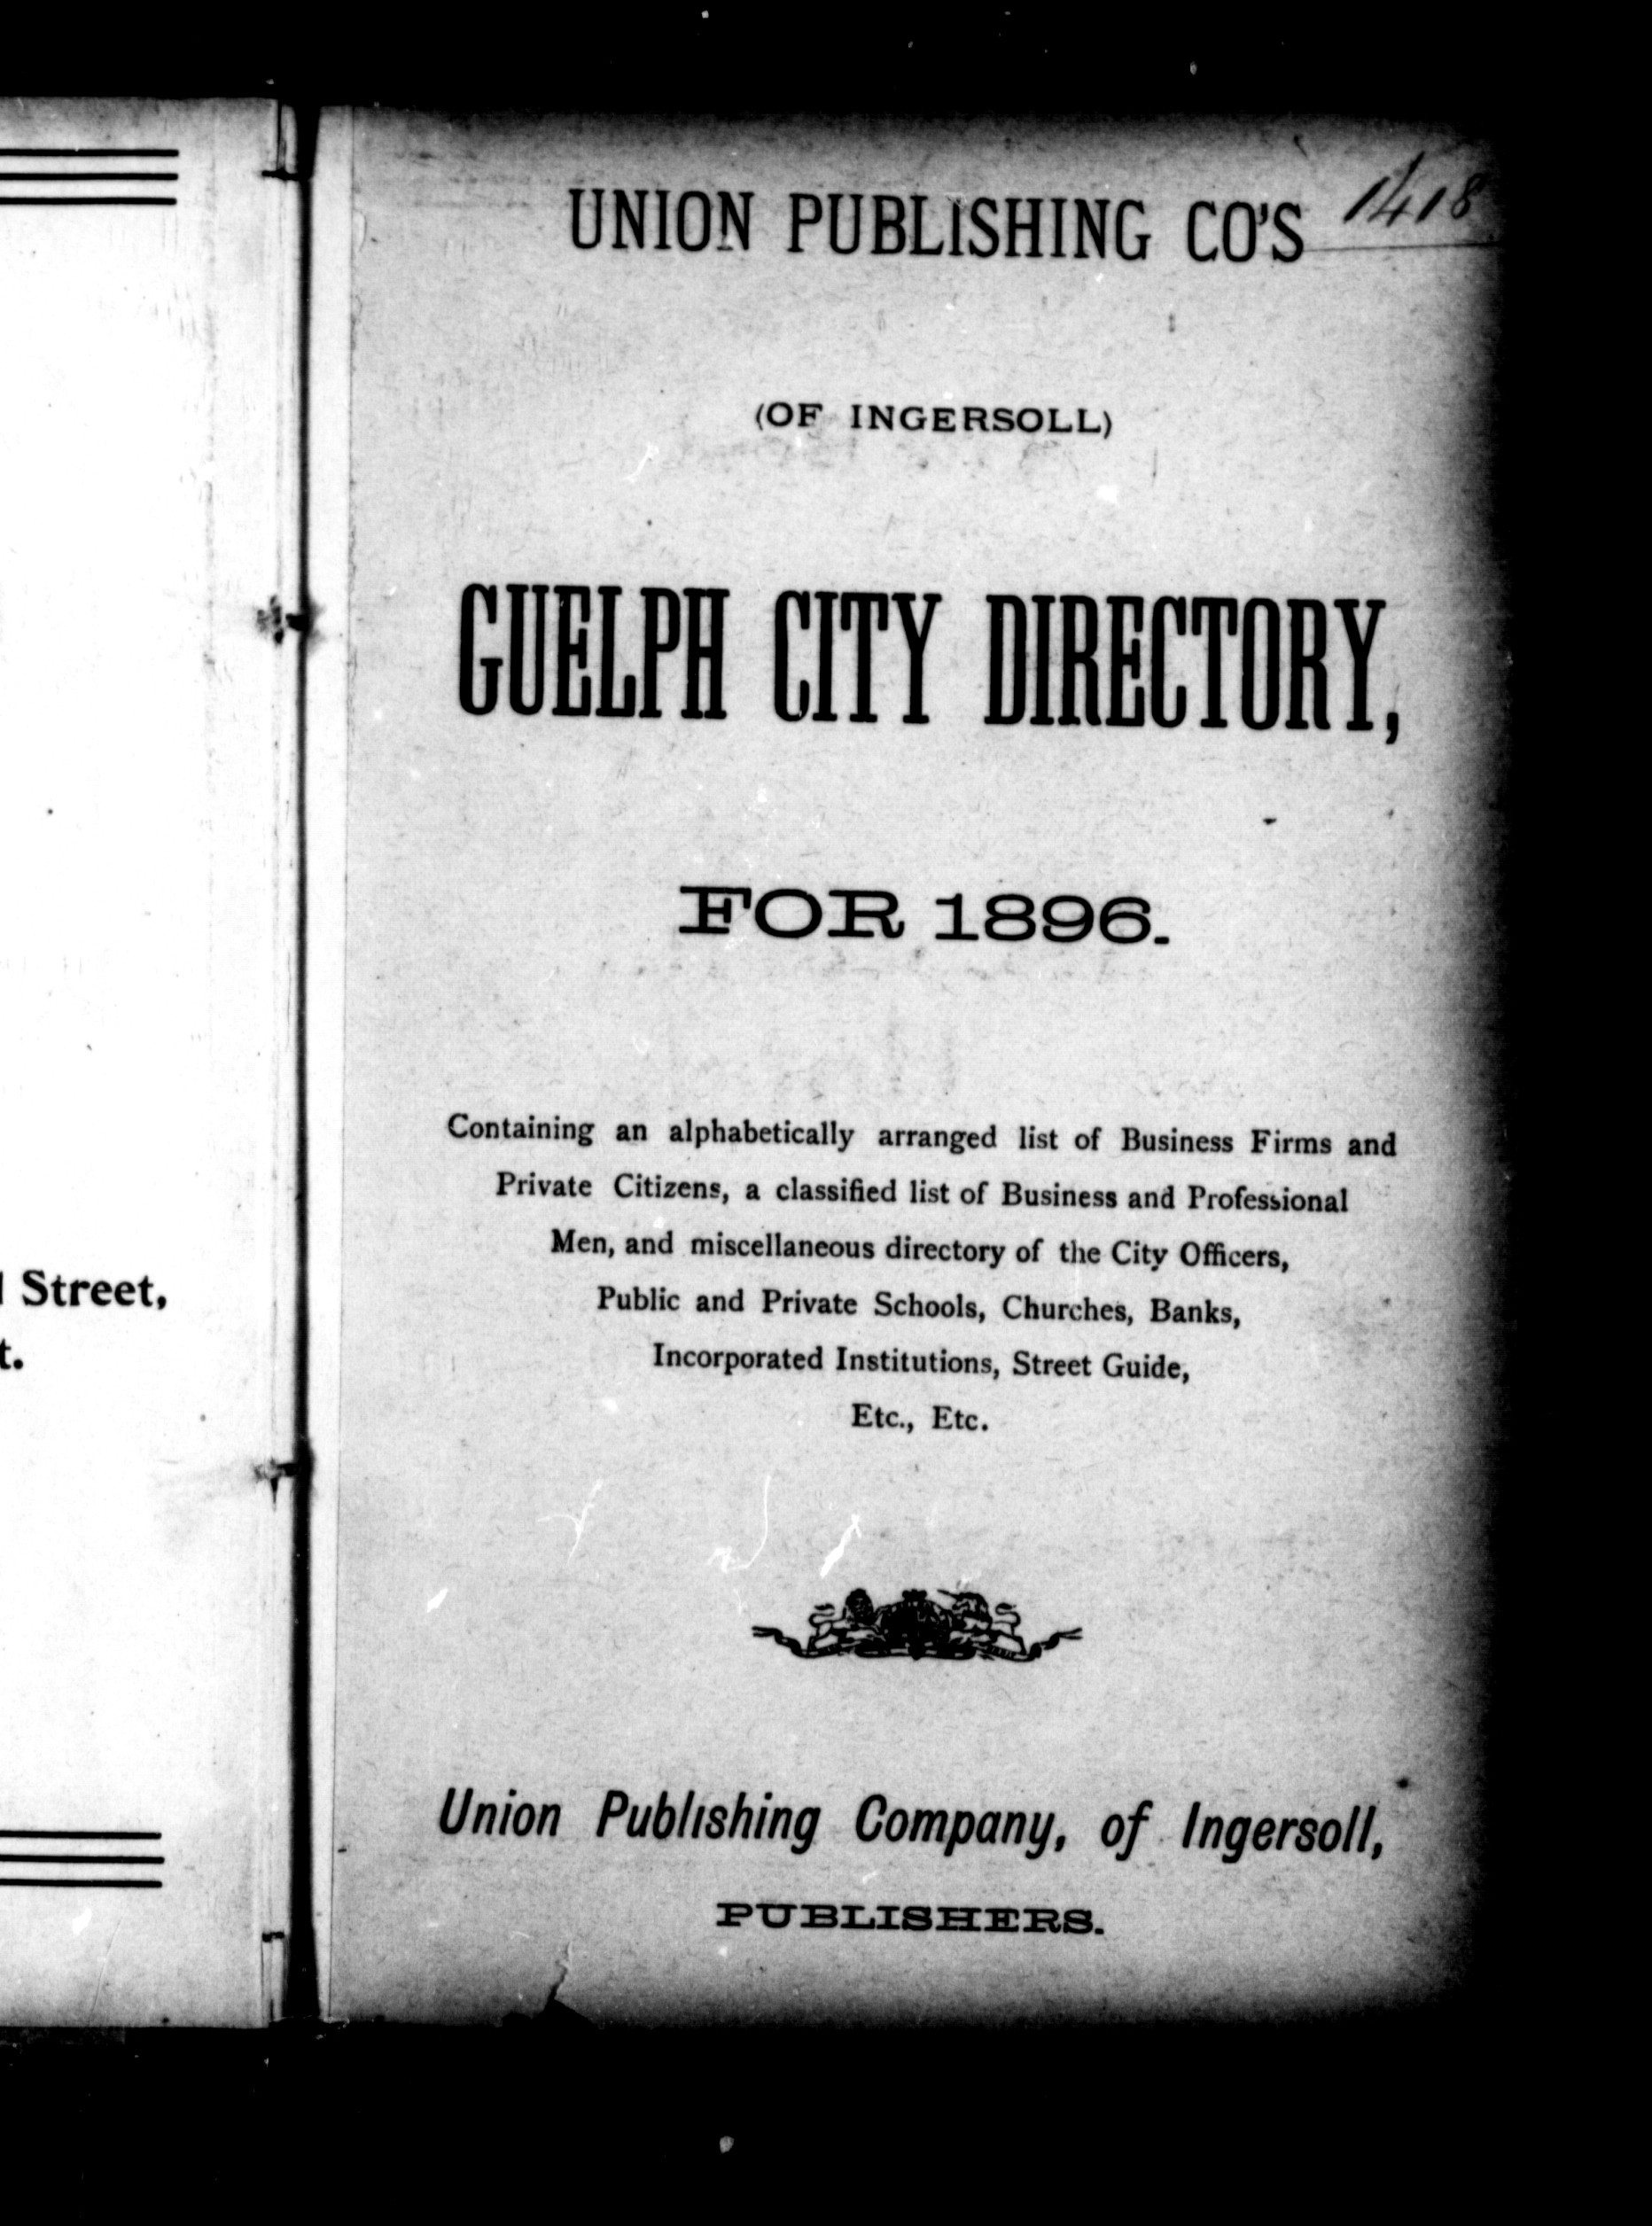 Street,
t.
1418
UNION PUBLISHING CO'S
(OF INGERSOLL)
GUELPH CITY DIRECTORY,
FOR 1896.
Containing an alphabetically arranged list of Business Firms and
Private Citizens, a classified list of Business and Professional
Men, and miscellaneous directory of the City Officers,
Public and Private Schools, Churches, Banks,
Incorporated Institutions, Street Guide,
Etc., Etc.
Union Publishing Company, of Ingersoll,
PUBLISHERS.